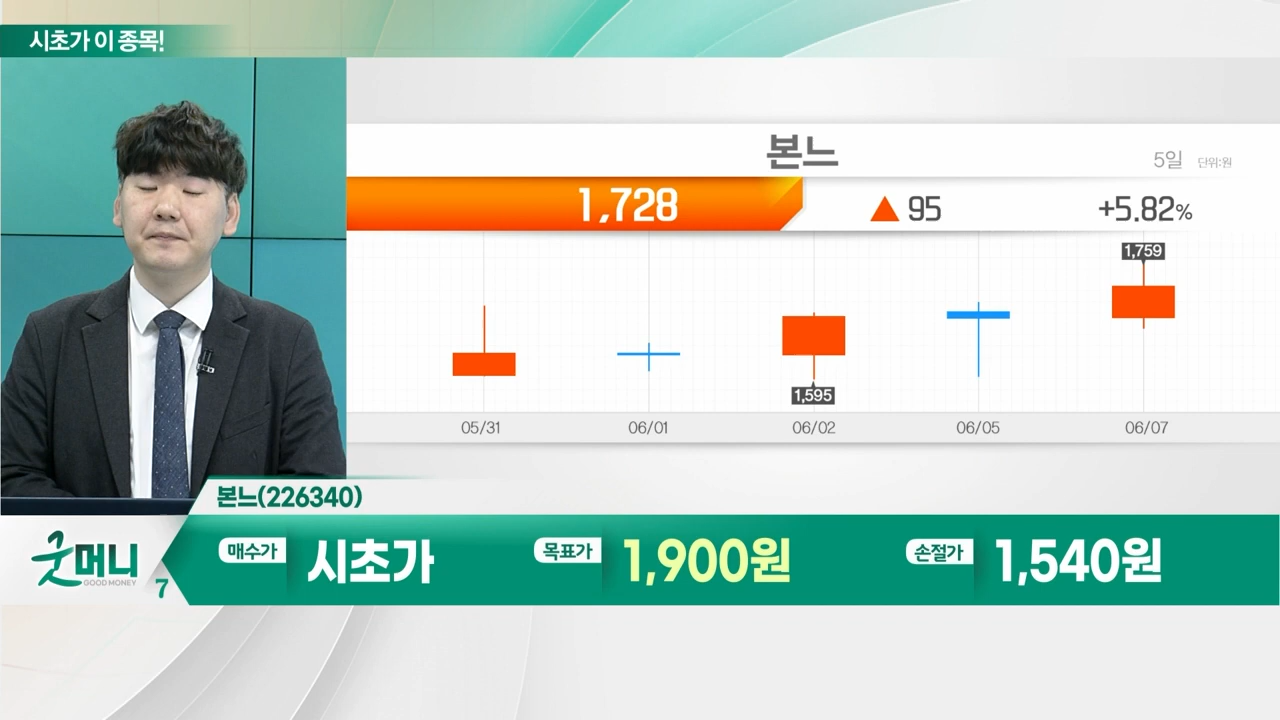 시초가 이 종목!
본느
5일 단위:원
1,728 ▲ 95 +5.82%
1,759
1,595
05/31 06/01 06/02 06/05 06/07
본느(226340)
굿머니
GOOD MONEY
7
매수가 시초가 목표가 1,900원 손절가 1,540원